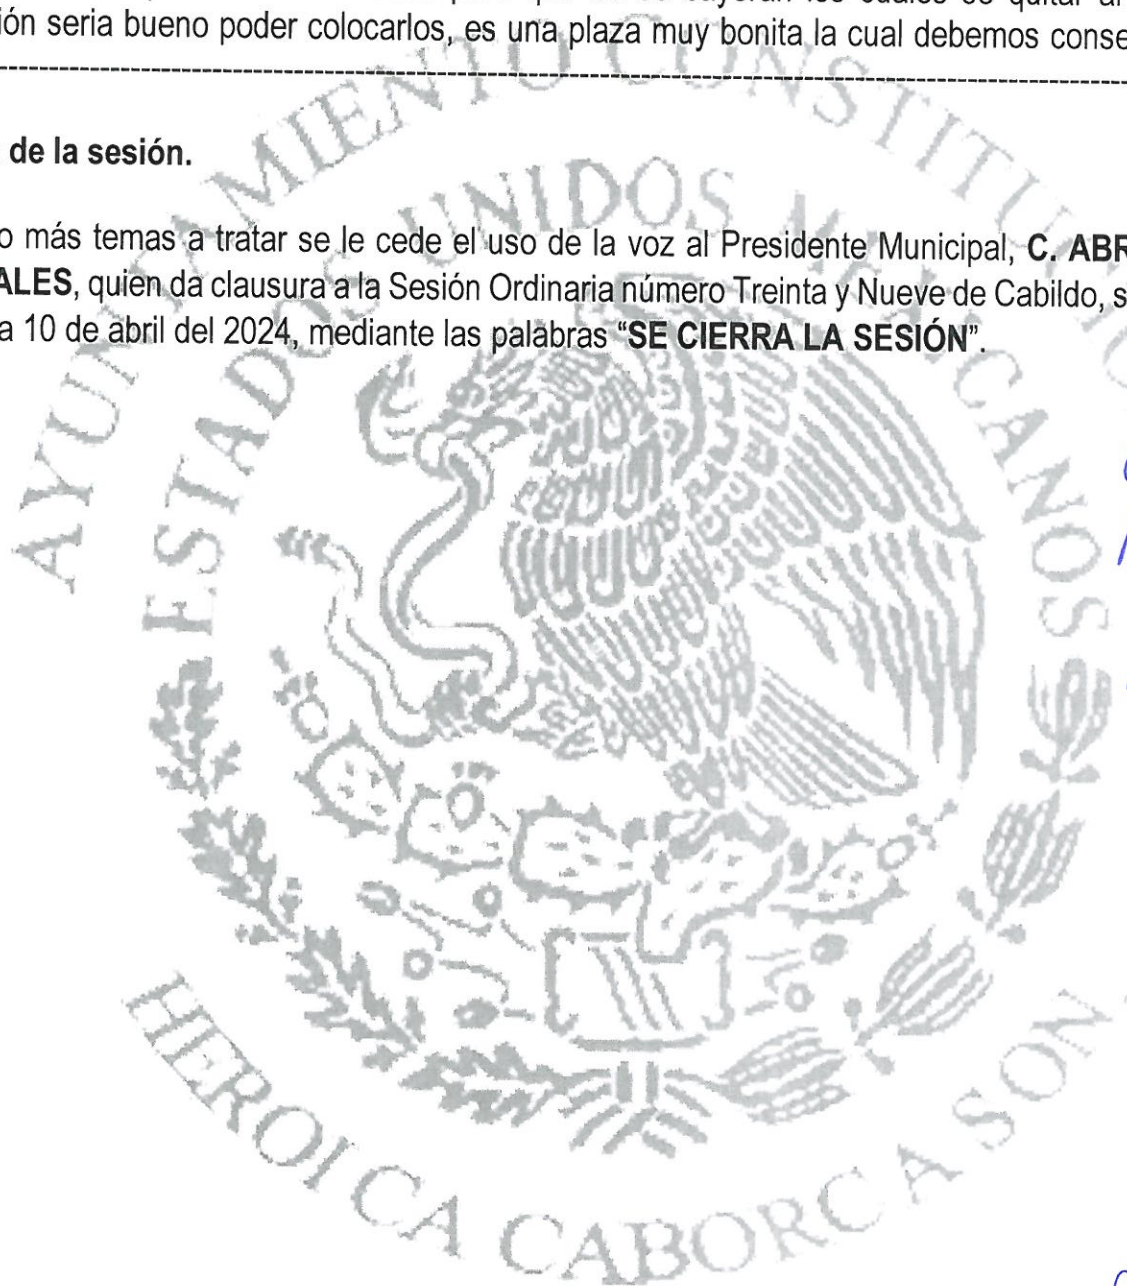 ión seria bueno poder colocarlos, es una plaza muy bonita la cual debemos conse
de la sesión.
o más temas a tratar se le cede el uso de la voz al Presidente Municipal, C. ABR
ALES, quien da clausura a la Sesión Ordinaria número Treinta y Nueve de Cabildo, s
a 10 de abril del 2024, mediante las palabras “SE CIERRA LA SESIÓN”.
AYUNTAMIENTO CONSTITU
ESTADOS UNIDOS MEXICANOS
HEROICA CABORCA SON